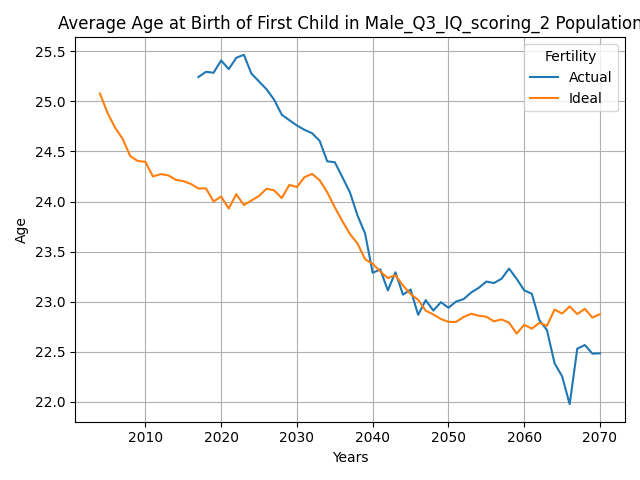 Average Age at Birth of First Child in Male_Q3_IQ_scoring_2 Population
Fertility
Actual
Ideal
Age
25.5
25.0
24.5
24.0
23.5
23.0
22.5
22.0
2010 2020 2030 2040 2050 2060 2070
Years